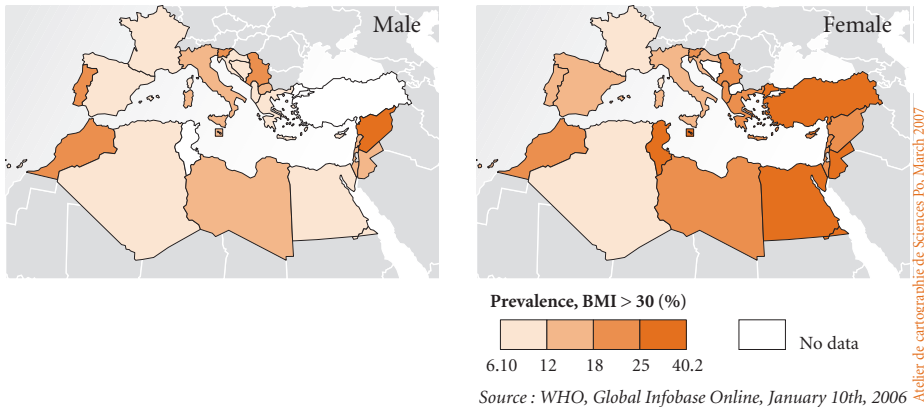 Male
Female
Prevalence, BMI > 30 (%)
6.10 12 18 25 40.2
No data
Source : WHO, Global Infobase Online, January 10th, 2006
Atelier de cartographie de Sciences Po, March 2007